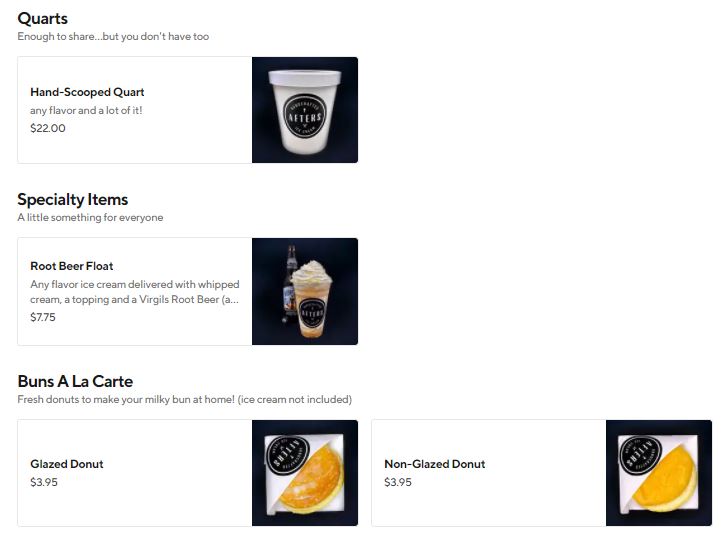 Quarts
Enough to share...but you don't have too
Hand-Scooped Quart
any flavor and a lot of it!
$22.00
HANDCRAFTED
AFTERS
ICE CREAM
Specialty Items
A little something for everyone
Root Beer Float
Any flavor ice cream delivered with whipped
cream, a topping and a Virgils Root Beer (a...
$7.75
AFTERS
Buns A La Carte
Fresh donuts to make your milky bun at home! (ice cream not included)
Glazed Donut
$3.95
AFTERS
Non-Glazed Donut
$3.95
AFTERS